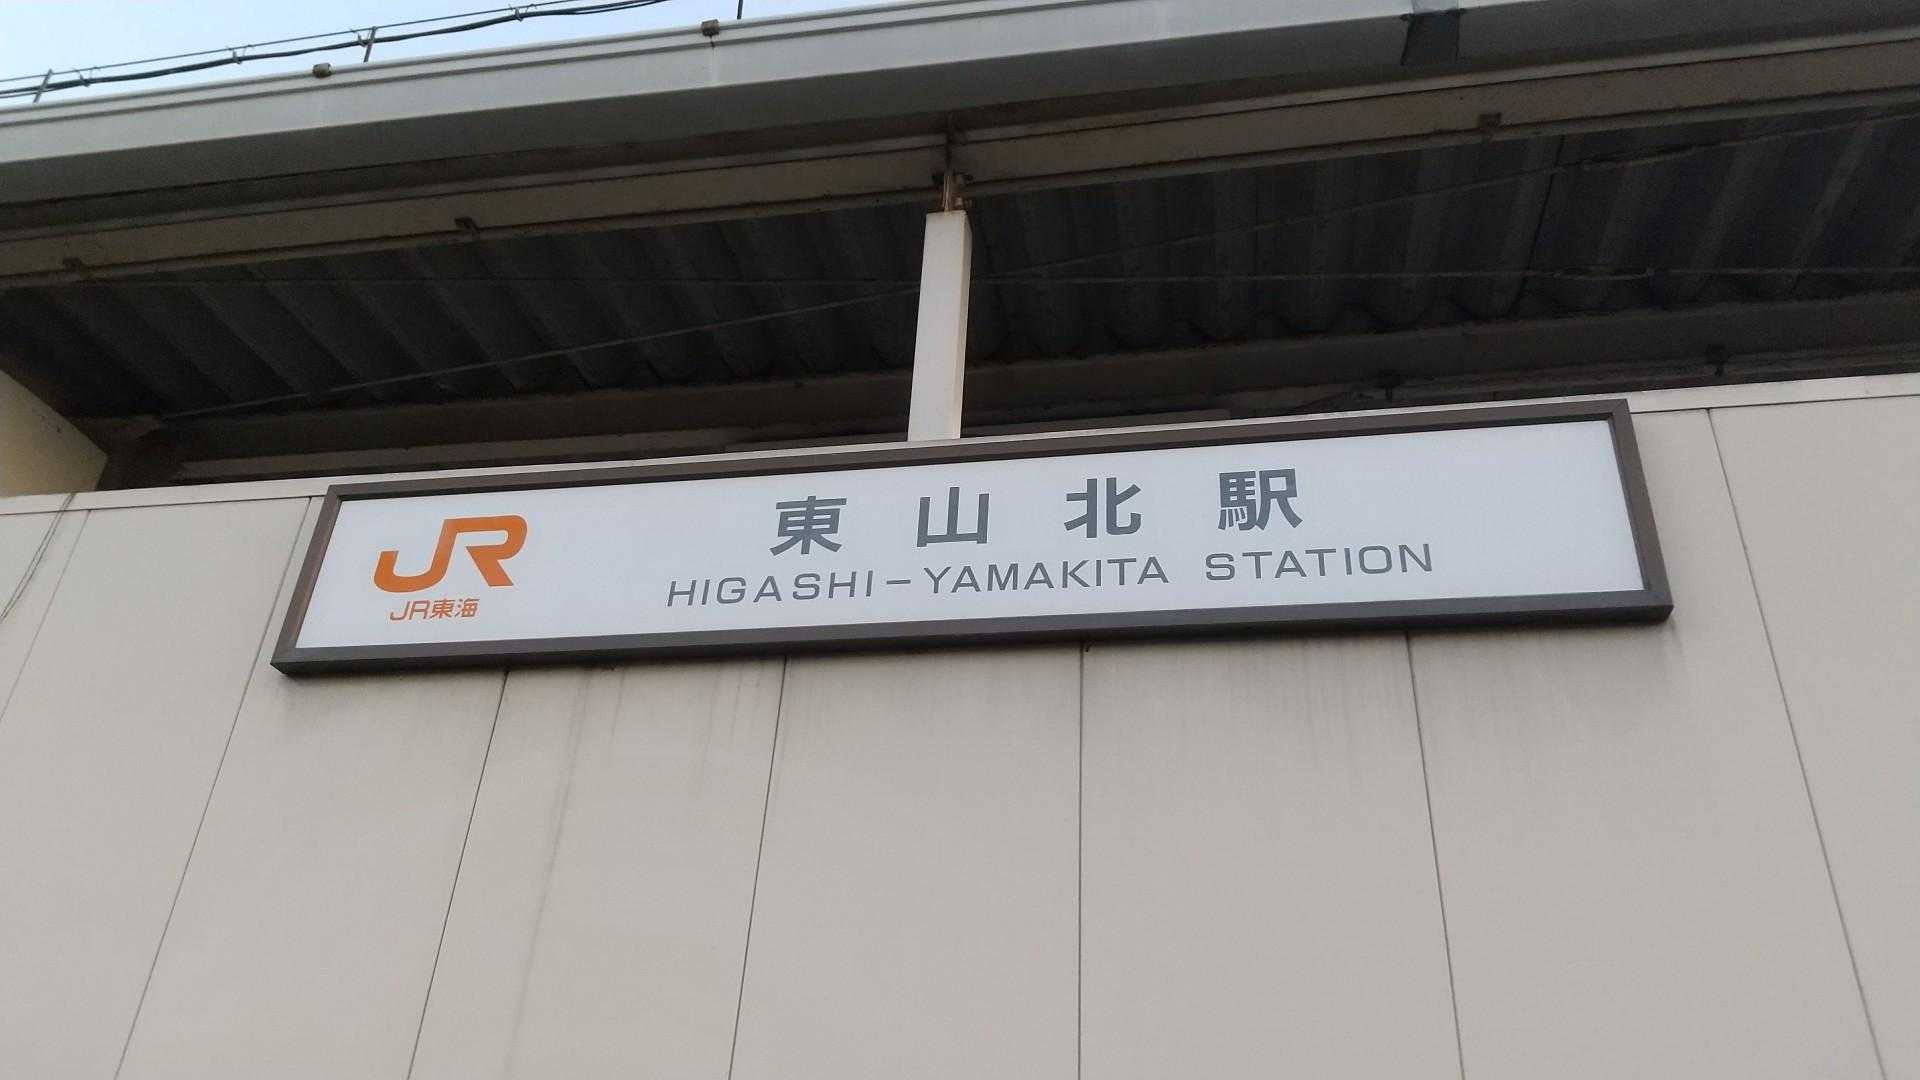 JR
JR東海
東山北駅
HIGASHI-YAMAKITA STATION